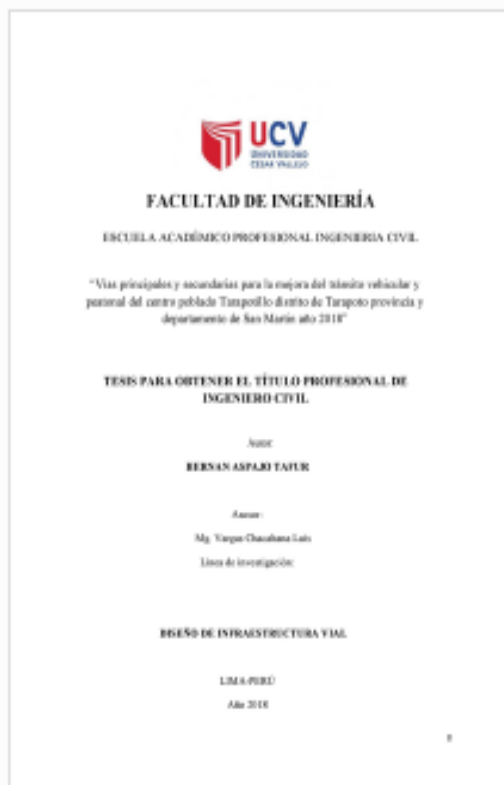 UCV
UNIVERSIDAD
CÉSAR VALLEJO
FACULTAD DE INGENIERÍA
ESCUELA ACADÉMICO PROFESIONAL INGENIERIA CIVIL
"Vias principales y secundarias para la mejora del tránsito vehicular y
peatonal del centro poblado Tarapotillo distrito de Tarapoto provincia y
departamento de San Martin año 2018"
TESIS PARA OBTENER EL TÍTULO PROFESIONAL DE
INGENIERO CIVIL
Autor:
HERNAN ASPAJO TAFUR
Asesor:
Mg. Vargas Chacaltana Luis
Línea de investigación:
DISEÑO DE INFRAESTRUCTURA VIAL
LIMA-PERÚ
Año 2018